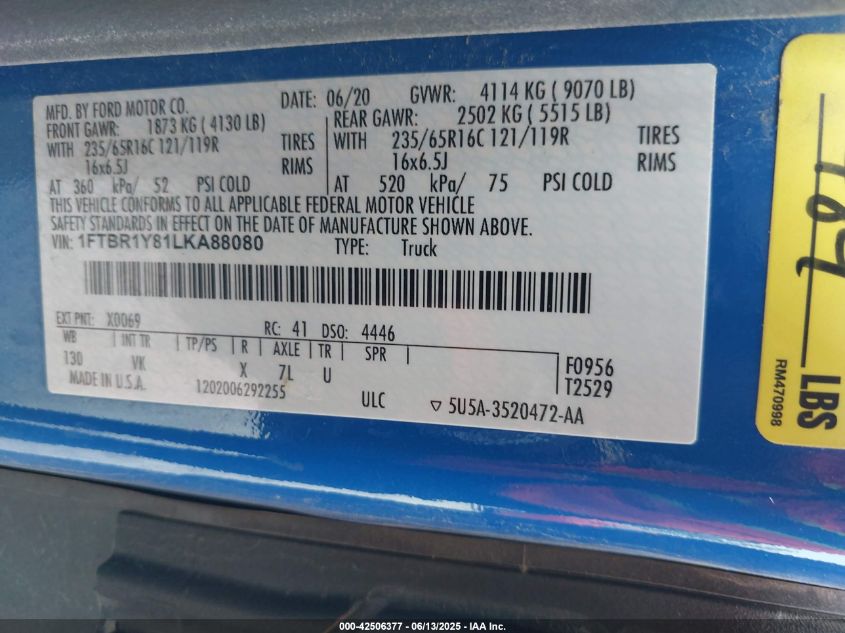 MFD. BY FORD MOTOR CO. DATE: 06/20 GVWR: 4114 KG ( 9070 LB)
FRONT GAWR: 1873 KG ( 4130 LB) REAR GAWR: 2502 KG ( 5515 LB)
WITH 235/65R16C 121/119R TIRES WITH 235/65R16C 121/119R TIRES
16x6.5J RIMS 16x6.5J RIMS
AT 360 kPa/ 52 PSI COLD AT 520 kPa/ 75 PSI COLD
THIS VEHICLE CONFORMS TO ALL APPLICABLE FEDERAL MOTOR VEHICLE
SAFETY STANDARDS IN EFFECT ON THE DATE OF MANUFACTURE SHOWN ABOVE.
VIN: 1FTBR1Y81LKA88080 TYPE: Truck
EXT PNT: X0069 RC: 41 DSO: 4446
WB INT TR TP/PS R AXLE TR SPR
130 VK X 7L U
F0956
MADE IN U.S.A. 1202006292255 T2529
ULC ▽ 5U5A-3520472-AA
LBS
RM470998
000-42506377 - 06/13/2025 - IAA Inc.